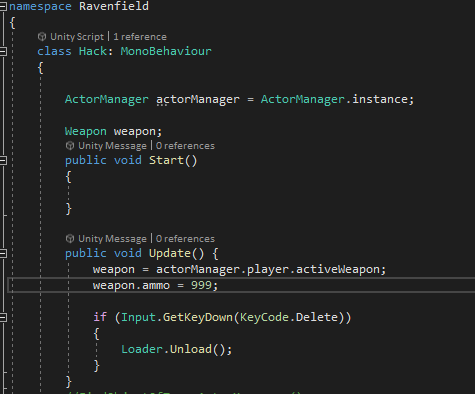 namespace Ravenfield
{
Unity Script | 1 reference
class Hack: MonoBehaviour
{
ActorManager actorManager = ActorManager.instance;
Weapon weapon;
Unity Message | 0 references
public void Start()
{
}
Unity Message | 0 references
public void Update() {
weapon = actorManager.player.activeWeapon;
weapon.ammo = 999;
if (Input.GetKeyDown(KeyCode.Delete))
{
Loader.Unload();
}
}